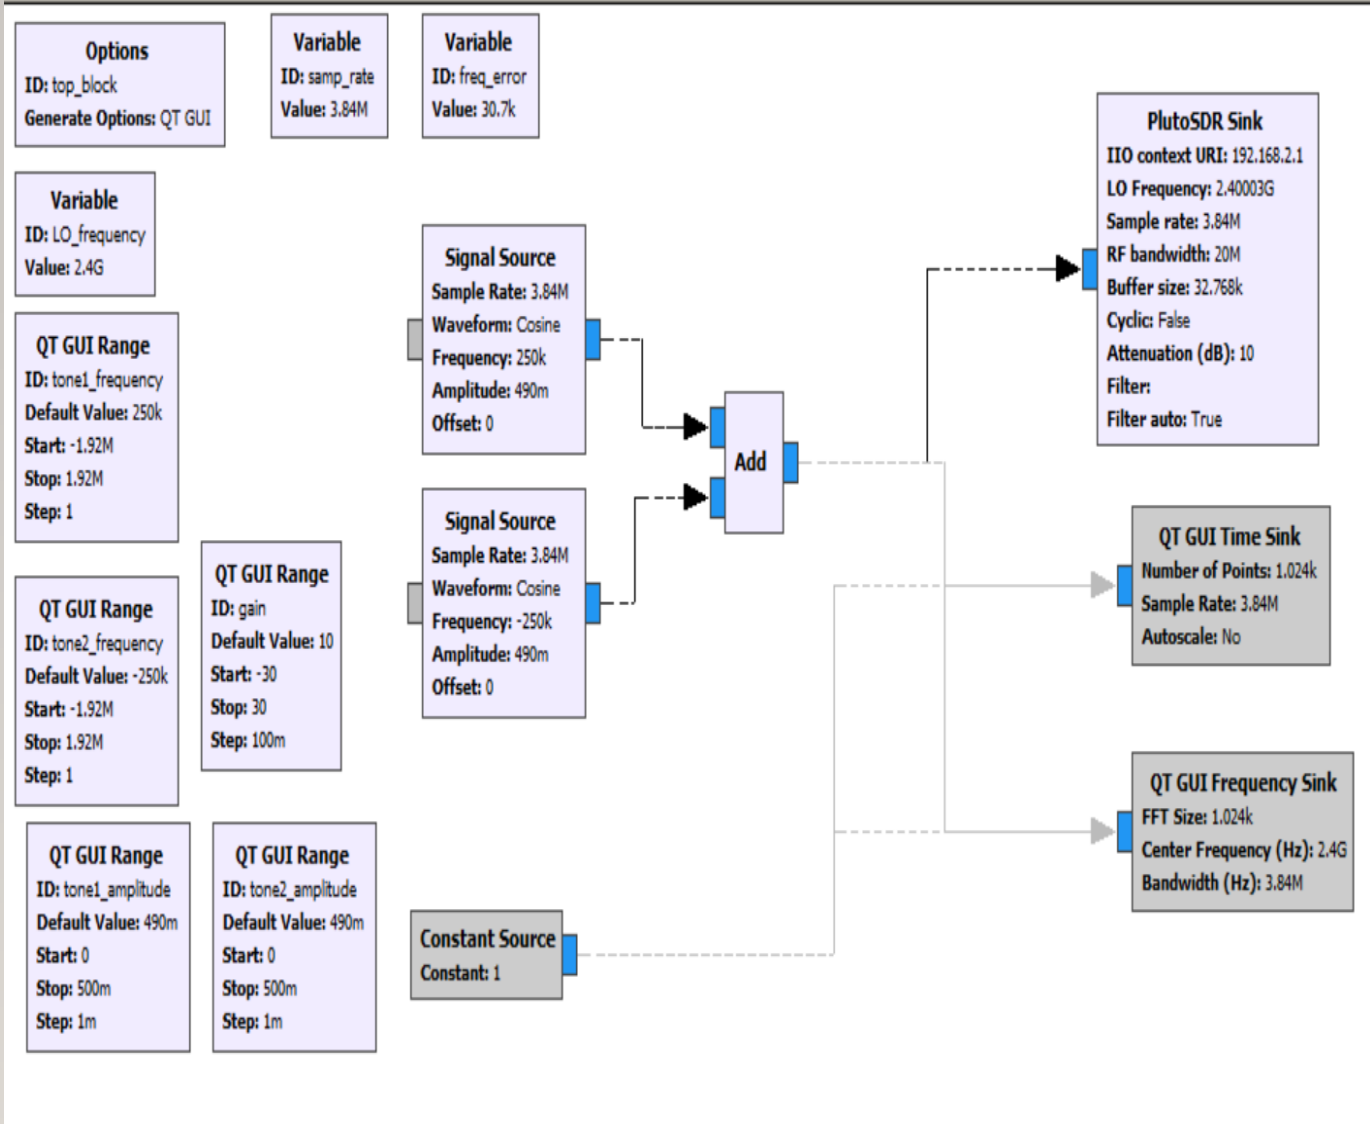 Options
ID: top_block
Generate Options: QT GUI
Variable
ID: samp_rate
Value: 3.84M
Variable
ID: freq_error
Value: 30.7k
Variable
ID: LO_frequency
Value: 2.4G
QT GUI Range
ID: tone1_frequency
Default Value: 250k
Start: -1.92M
Stop: 1.92M
Step: 1
QT GUI Range
ID: tone2_frequency
Default Value: -250k
Start: -1.92M
Stop: 1.92M
Step: 1
QT GUI Range
ID: gain
Default Value: 10
Start: -30
Stop: 30
Step: 100m
QT GUI Range
ID: tone1_amplitude
Default Value: 490m
Start: 0
Stop: 500m
Step: 1m
QT GUI Range
ID: tone2_amplitude
Default Value: 490m
Start: 0
Stop: 500m
Step: 1m
Signal Source
Sample Rate: 3.84M
Waveform: Cosine
Frequency: 250k
Amplitude: 490m
Offset: 0
Signal Source
Sample Rate: 3.84M
Waveform: Cosine
Frequency: -250k
Amplitude: 490m
Offset: 0
Constant Source
Constant: 1
Add
PlutoSDR Sink
IIO context URI: 192.168.2.1
LO Frequency: 2.40003G
Sample rate: 3.84M
RF bandwidth: 20M
Buffer size: 32.768k
Cyclic: False
Attenuation (dB): 10
Filter:
Filter auto: True
QT GUI Time Sink
Number of Points: 1.024k
Sample Rate: 3.84M
Autoscale: No
QT GUI Frequency Sink
FFT Size: 1.024k
Center Frequency (Hz): 2.4G
Bandwidth (Hz): 3.84M